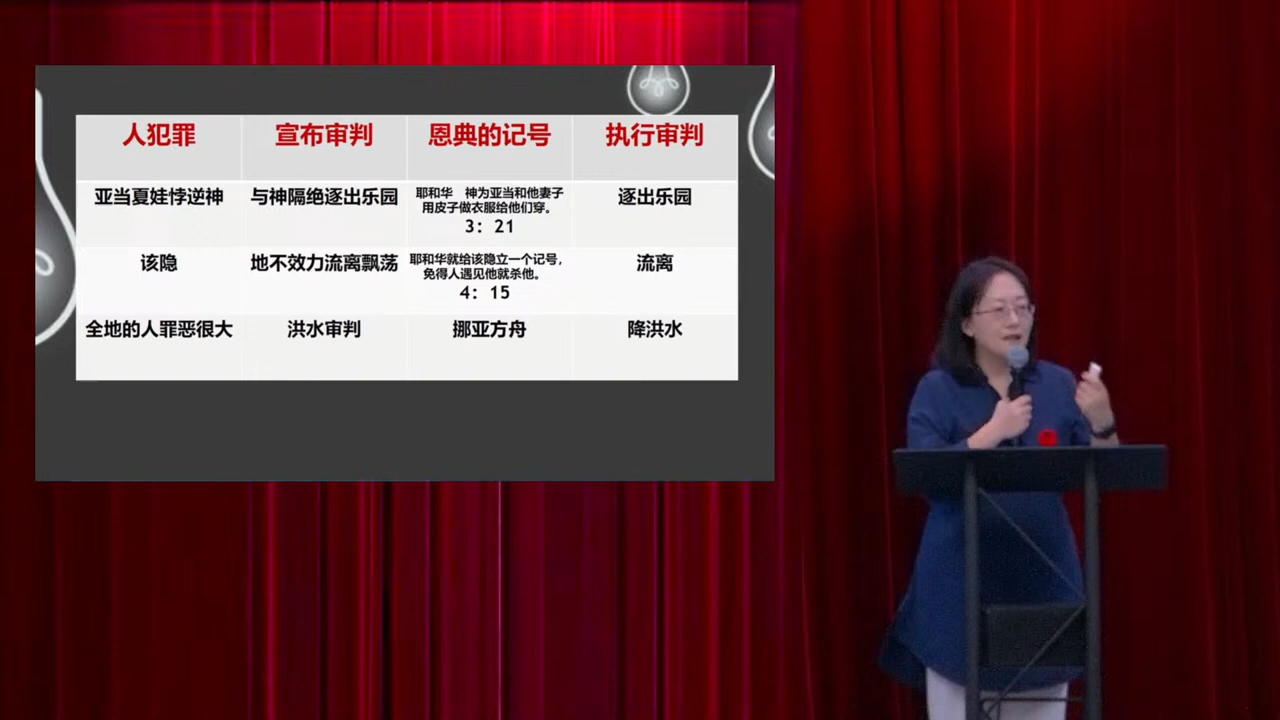 人犯罪
宣布审判
恩典的记号
执行审判
亚当夏娃悖逆神
与神隔绝逐出乐园
耶和华　神为亚当和他妻子
用皮子做衣服给他们穿。
3：21
逐出乐园
该隐
地不效力流离飘荡
耶和华就给该隐立一个记号，
免得人遇见他就杀他。
4：15
流离
全地的人罪恶很大
洪水审判
挪亚方舟
降洪水